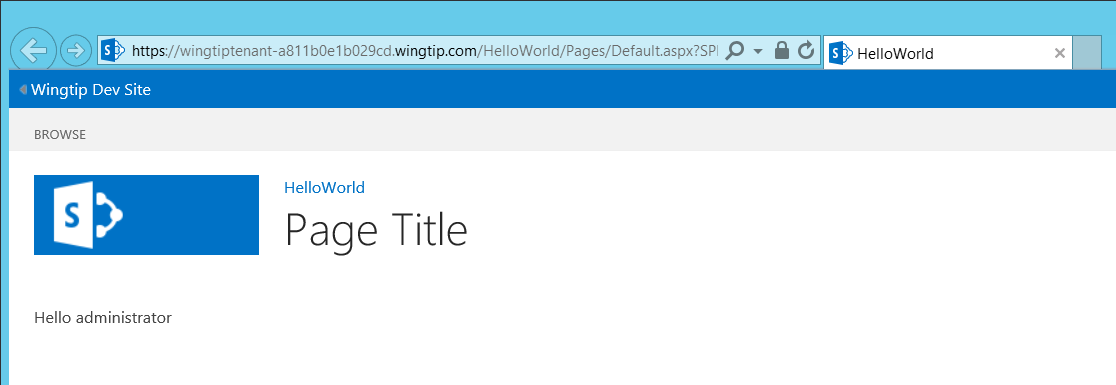 https://wingtiptenant-a811b0e1b029cd.wingtip.com/HelloWorld/Pages/Default.aspx?SP
HelloWorld
Wingtip Dev Site
BROWSE
S
HelloWorld
Page Title
Hello administrator